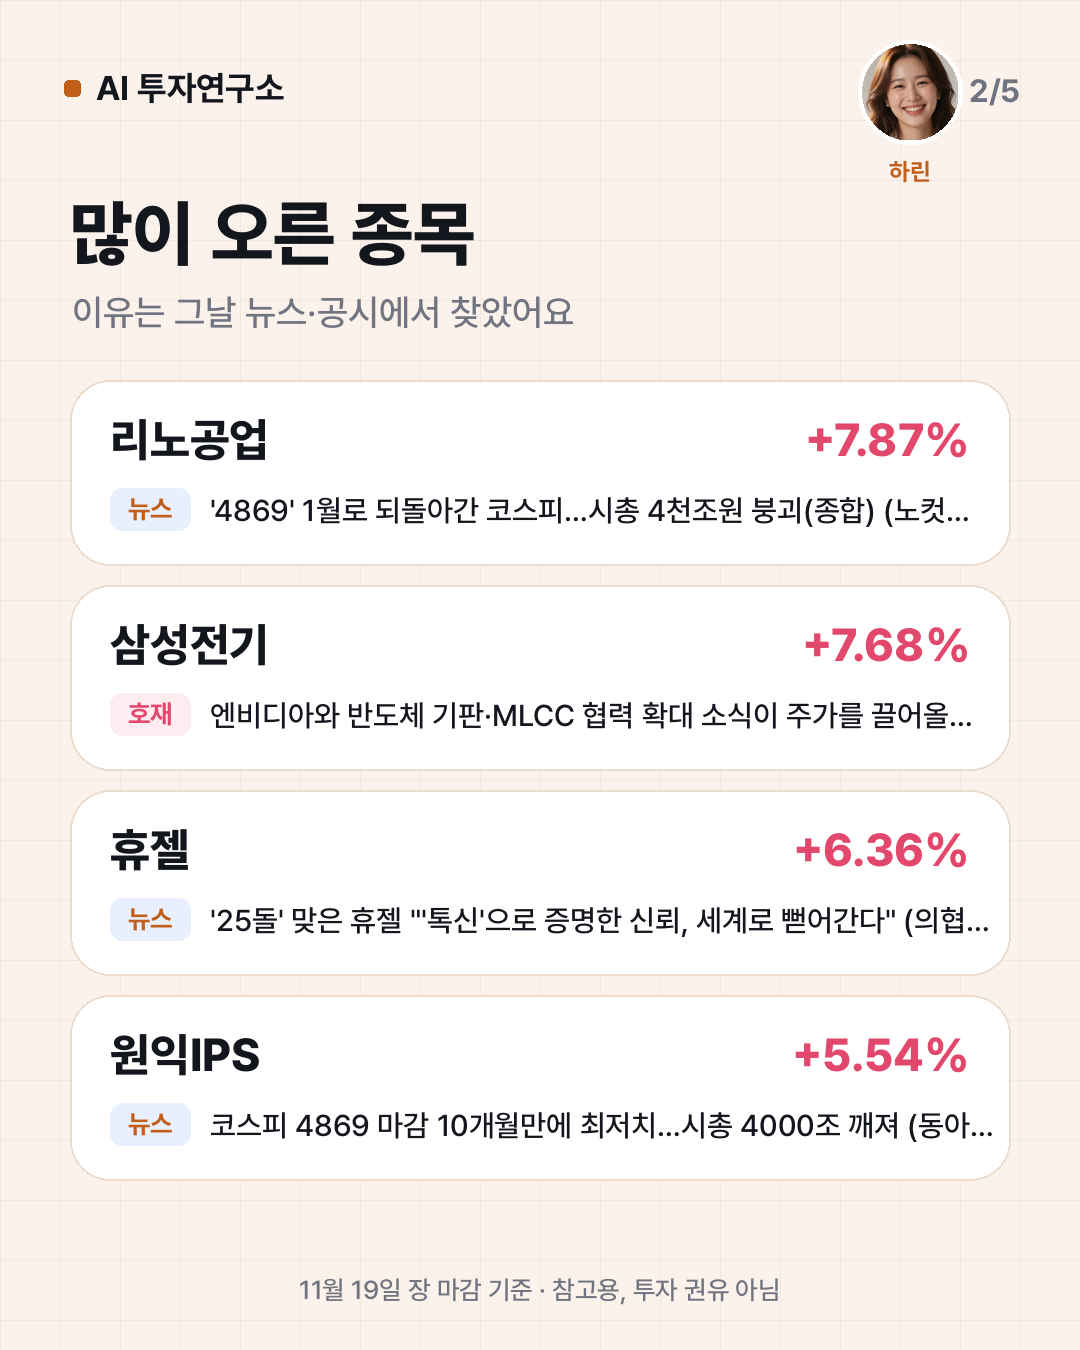 AI 투자연구소
2/5
하린
많이 오른 종목
이유는 그날 뉴스·공시에서 찾았어요
리노공업
+7.87%
뉴스
'4869' 1월로 되돌아간 코스피...시총 4천조원 붕괴(종합) (노컷...
삼성전기
+7.68%
호재
엔비디아와 반도체 기판·MLCC 협력 확대 소식이 주가를 끌어올...
휴젤
+6.36%
뉴스
'25돌' 맞은 휴젤 "'톡신'으로 증명한 신뢰, 세계로 뻗어간다" (의협...
원익IPS
+5.54%
뉴스
코스피 4869 마감 10개월만에 최저치...시총 4000조 깨져 (동아...
11월 19일 장 마감 기준 · 참고용, 투자 권유 아님